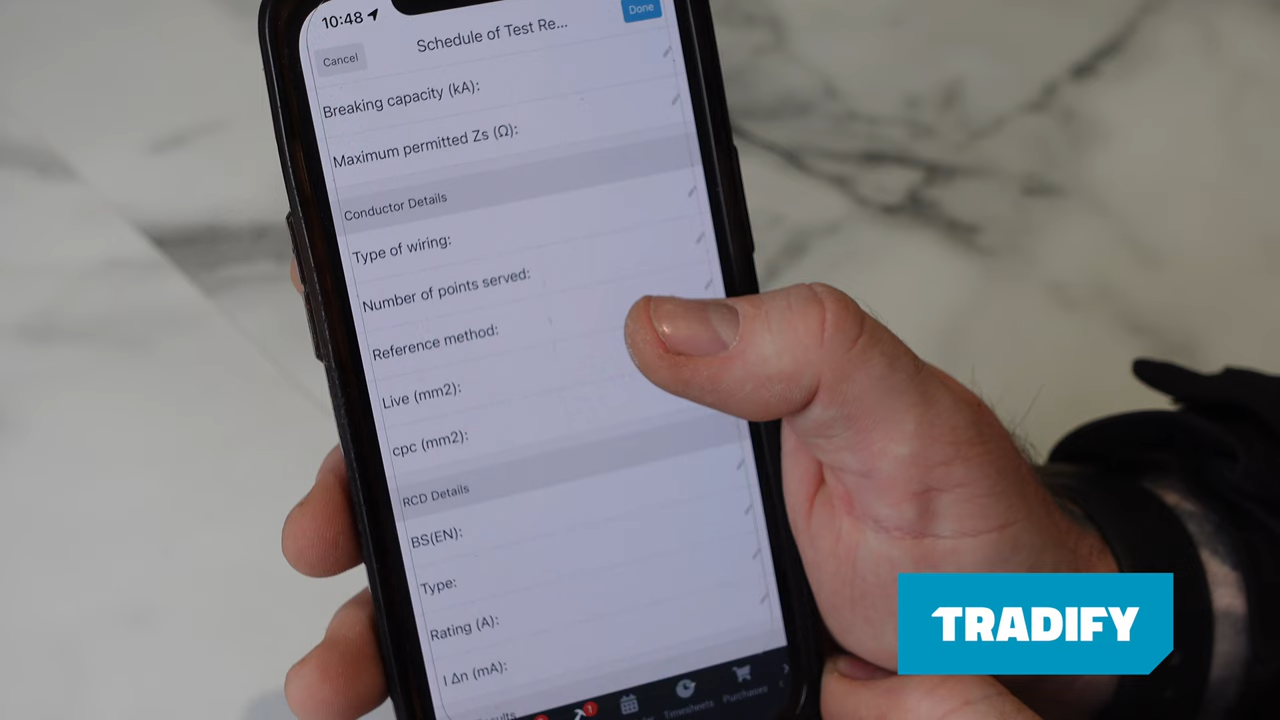 10:48
Done
Cancel
Schedule of Test Re...
Breaking capacity (kA):
Maximum permitted Zs (Ω):
Conductor Details
Type of wiring:
Number of points served:
Reference method:
Live (mm2):
cpc (mm2):
RCD Details
BS(EN):
Type:
Rating (A):
I Δn (mA):
1
Timesheets
Purchases
TRADIFY